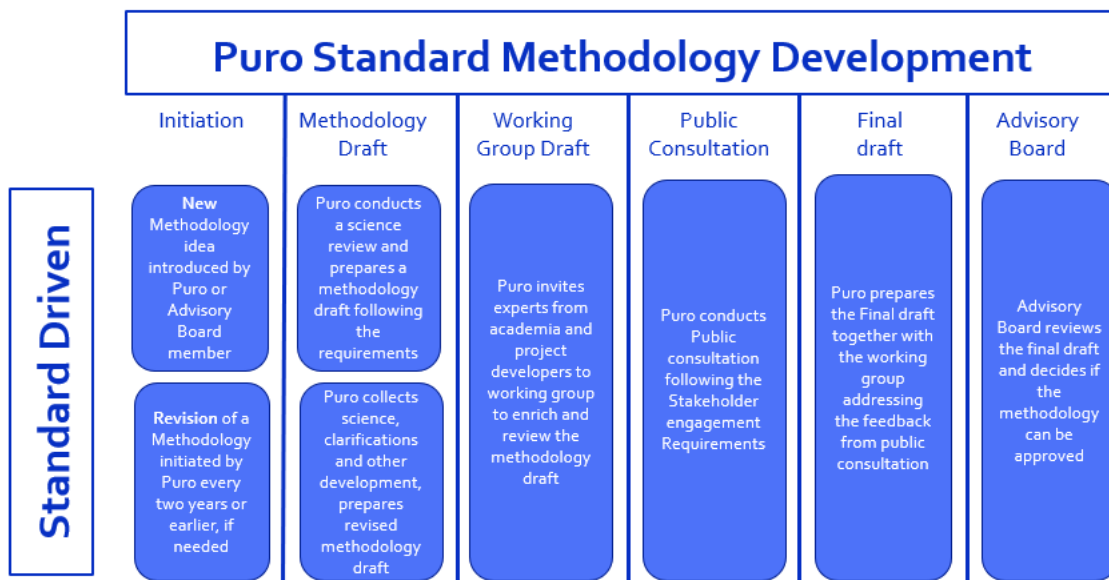 Puro Standard Methodology Development
Initiation
Methodology
Draft
Working
Group Draft
Public
Consultation
Final
draft
Advisory
Board
Standard Driven
New
Methodology
idea
introduced by
Puro or
Advisory
Board
member
Revision of a
Methodology
initiated by
Puro every
two years or
earlier, if
needed
Puro conducts
a science
review and
prepares a
methodology
draft following
the
requirements
Puro collects
science,
clarifications
and other
development,
prepares
revised
methodology
draft
Puro invites
experts from
academia and
project
developers to
working group
to enrich and
review the
methodology
draft
Puro conducts
Public
consultation
following the
Stakeholder
engagement
Requirements
Puro prepares
the Final draft
together with
the working
group
addressing
the feedback
from public
consultation
Advisory
Board reviews
the final draft
and decides if
the
methodology
can be
approved